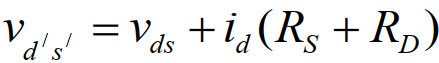 v_{d′s′} = v_{ds} + i_d(R_S + R_D)